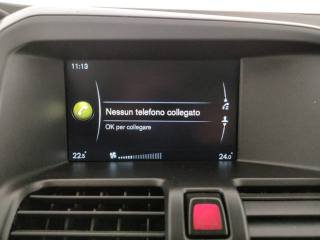 11:13
Nessun telefono collegato
OK per collegare
22.5°
24.0°